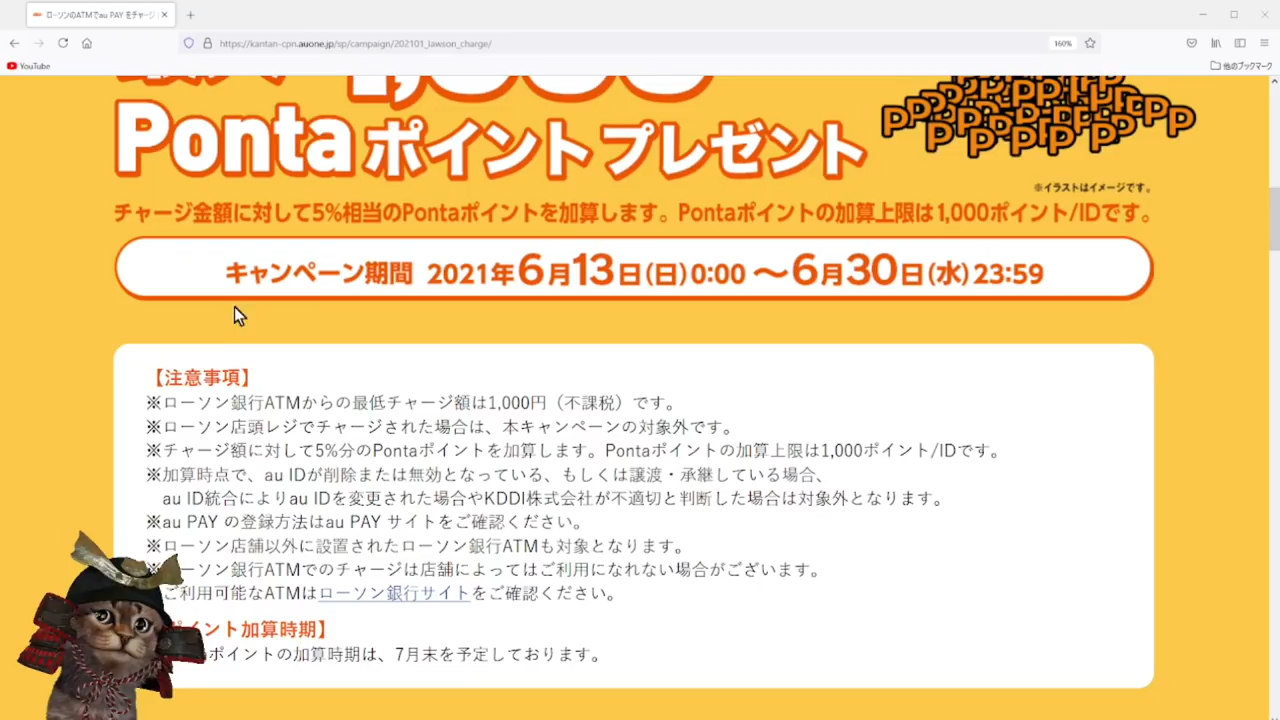 ローソンのATMでau PAY をチャージ
https://kantan-cpn.auone.jp/sp/campaign/202101_lawson_charge/
160%
YouTube
他のブックマーク
Pontaポイントプレゼント
※イラストはイメージです。
チャージ金額に対して5%相当のPontaポイントを加算します。Pontaポイントの加算上限は1,000ポイント/IDです。
キャンペーン期間 2021年6月13日(日)0:00 〜6月30日(水)23:59
【注意事項】
※ローソン銀行ATMからの最低チャージ額は1,000円（不課税）です。
※ローソン店頭レジでチャージされた場合は、本キャンペーンの対象外です。
※チャージ額に対して5%分のPontaポイントを加算します。Pontaポイントの加算上限は1,000ポイント/IDです。
※加算時点で、au IDが削除または無効となっている、もしくは譲渡・承継している場合、
au ID統合によりau IDを変更された場合やKDDI株式会社が不適切と判断した場合は対象外となります。
※au PAY の登録方法はau PAY サイトをご確認ください。
※ローソン店舗以外に設置されたローソン銀行ATMも対象となります。
※ローソン銀行ATMでのチャージは店舗によってはご利用になれない場合がございます。
ご利用可能なATMはローソン銀行サイトをご確認ください。
ポイント加算時期】
ポイントの加算時期は、7月末を予定しております。